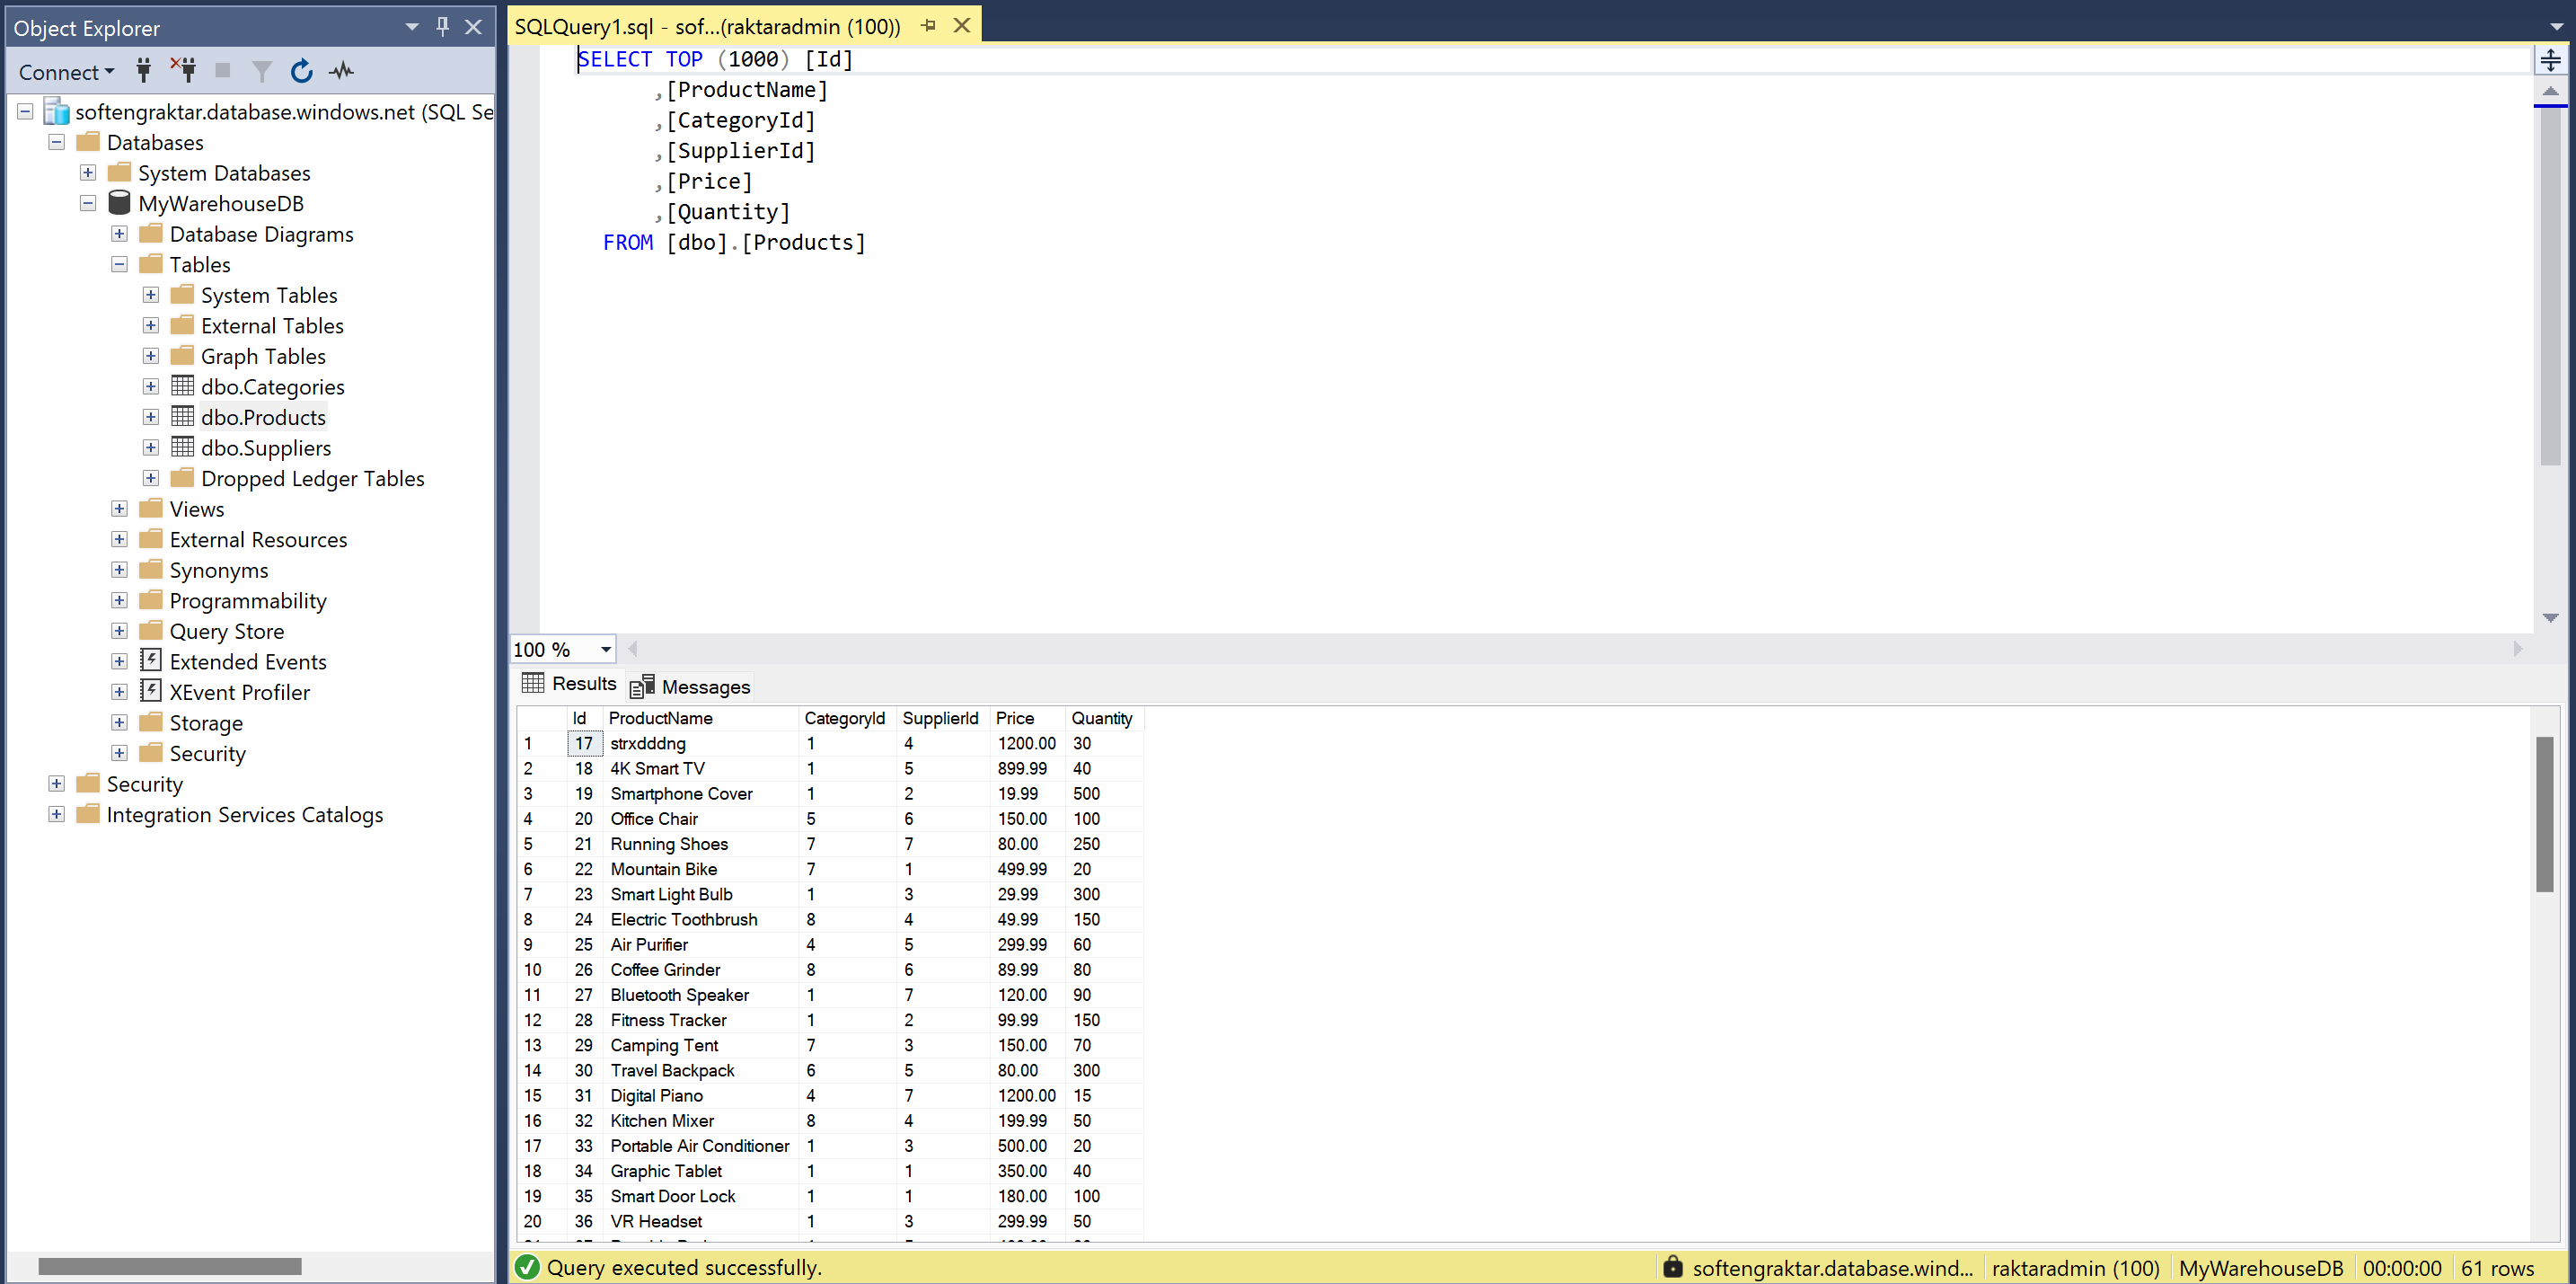 Object Explorer
Connect
softengraktar.database.windows.net (SQL Se
Databases
System Databases
MyWarehouseDB
Database Diagrams
Tables
System Tables
External Tables
Graph Tables
dbo.Categories
dbo.Products
dbo.Suppliers
Dropped Ledger Tables
Views
External Resources
Synonyms
Programmability
Query Store
Extended Events
XEvent Profiler
Storage
Security
Security
Integration Services Catalogs
SQLQuery1.sql - sof...(raktaradmin (100))
SELECT TOP (1000) [Id]
,[ProductName]
,[CategoryId]
,[SupplierId]
,[Price]
,[Quantity]
FROM [dbo].[Products]
100 %
Results Messages
Id ProductName CategoryId SupplierId Price Quantity
1 17 strxdddng 1 4 1200.00 30
2 18 4K Smart TV 1 5 899.99 40
3 19 Smartphone Cover 1 2 19.99 500
4 20 Office Chair 5 6 150.00 100
5 21 Running Shoes 7 7 80.00 250
6 22 Mountain Bike 7 1 499.99 20
7 23 Smart Light Bulb 1 3 29.99 300
8 24 Electric Toothbrush 8 4 49.99 150
9 25 Air Purifier 4 5 299.99 60
10 26 Coffee Grinder 8 6 89.99 80
11 27 Bluetooth Speaker 1 7 120.00 90
12 28 Fitness Tracker 1 2 99.99 150
13 29 Camping Tent 7 3 150.00 70
14 30 Travel Backpack 6 5 80.00 300
15 31 Digital Piano 4 7 1200.00 15
16 32 Kitchen Mixer 8 4 199.99 50
17 33 Portable Air Conditioner 1 3 500.00 20
18 34 Graphic Tablet 1 1 350.00 40
19 35 Smart Door Lock 1 1 180.00 100
20 36 VR Headset 1 3 299.99 50
Query executed successfully.
softengraktar.database.wind... raktaradmin (100) MyWarehouseDB 00:00:00 61 rows